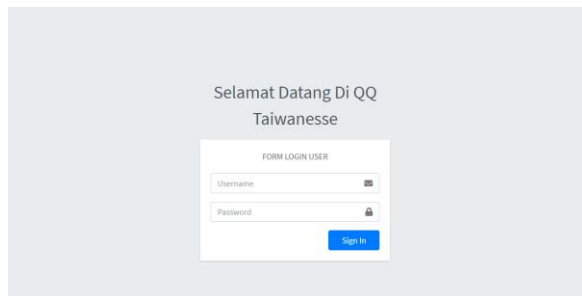 Selamat Datang Di QQ
Taiwanesse
FORM LOGIN USER
Username
Password
Sign In